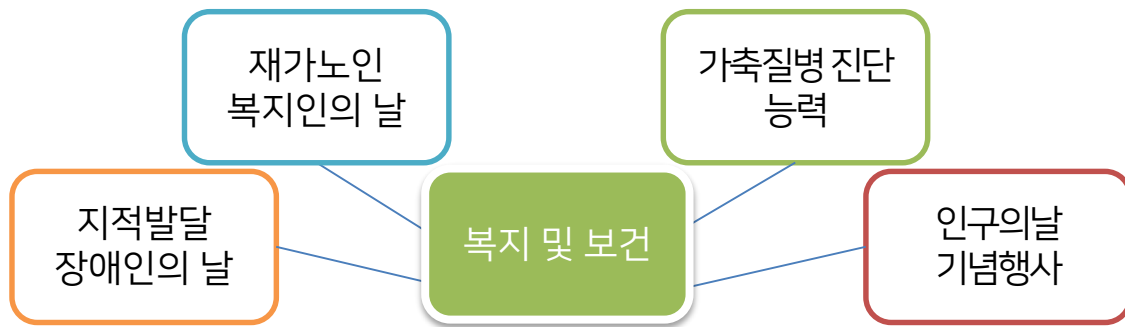 재가노인
복지인의 날
가축질병 진단
능력
지적발달
장애인의 날
복지 및 보건
인구의날
기념행사